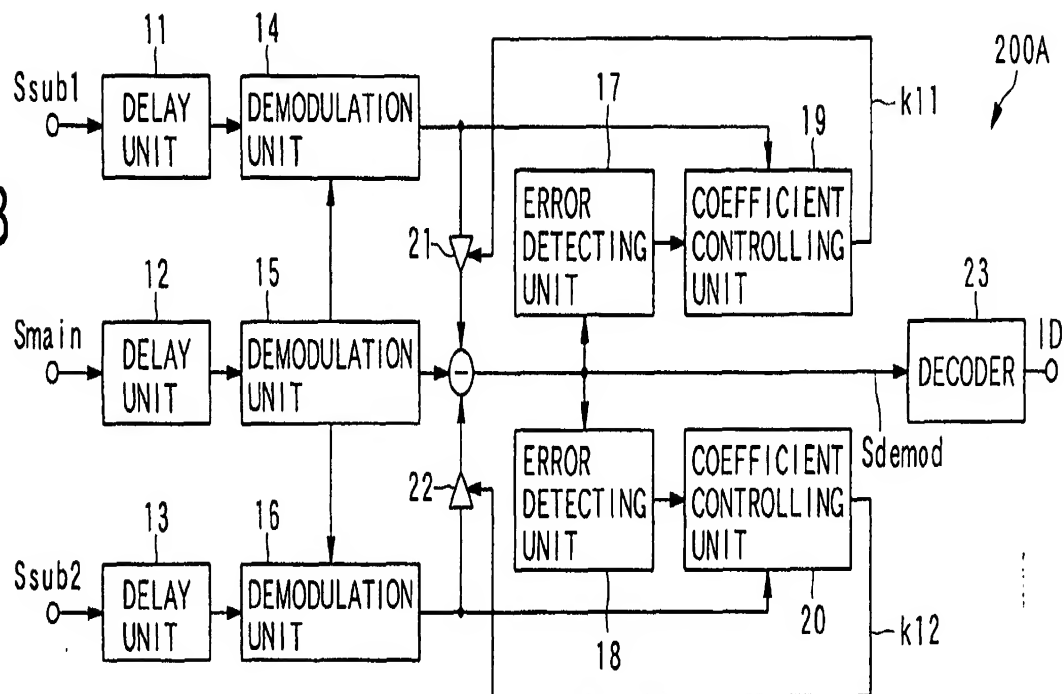 11
14
200A
Ssub1
DELAY
UNIT
DEMODULATION
UNIT
17
19
k11
ERROR
DETECTING
UNIT
COEFFICIENT
CONTROLLING
UNIT
21
12
15
23
Smain
DELAY
UNIT
DEMODULATION
UNIT
DECODER
ID
Sdemod
22
ERROR
DETECTING
UNIT
COEFFICIENT
CONTROLLING
UNIT
13
16
Ssub2
DELAY
UNIT
DEMODULATION
UNIT
18
20
k12